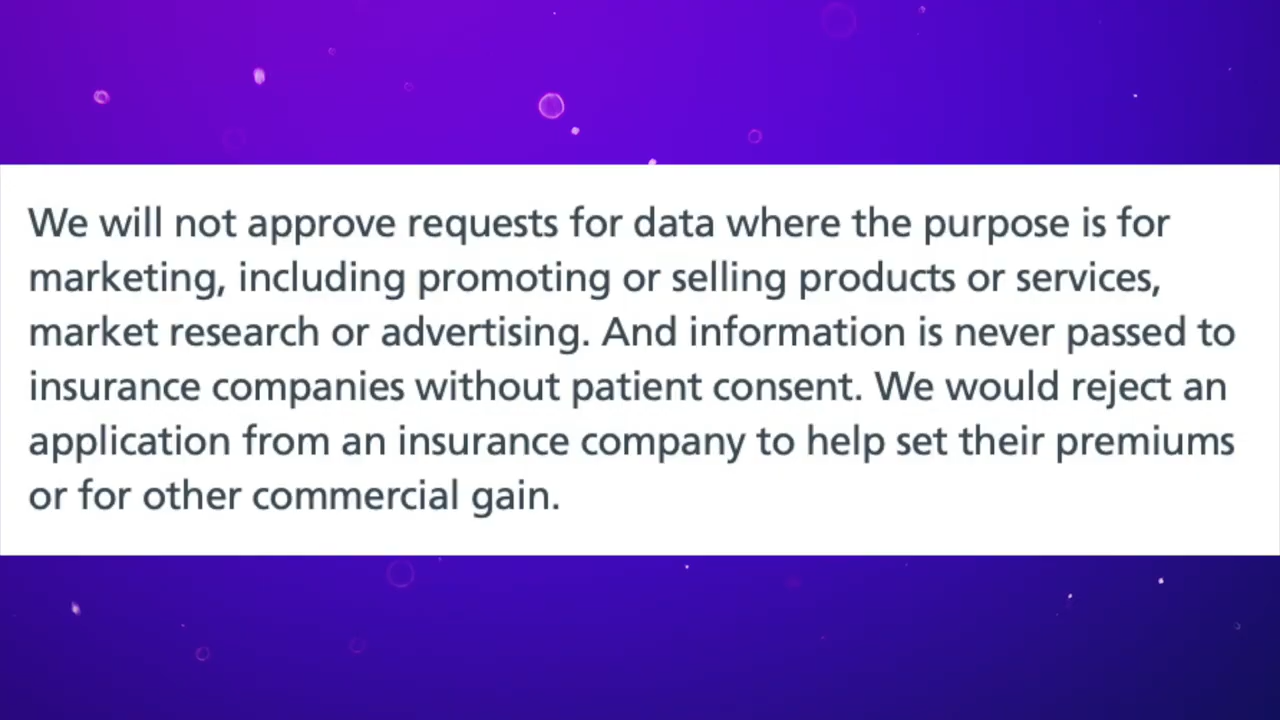 We will not approve requests for data where the purpose is for
marketing, including promoting or selling products or services,
market research or advertising. And information is never passed to
insurance companies without patient consent. We would reject an
application from an insurance company to help set their premiums
or for other commercial gain.